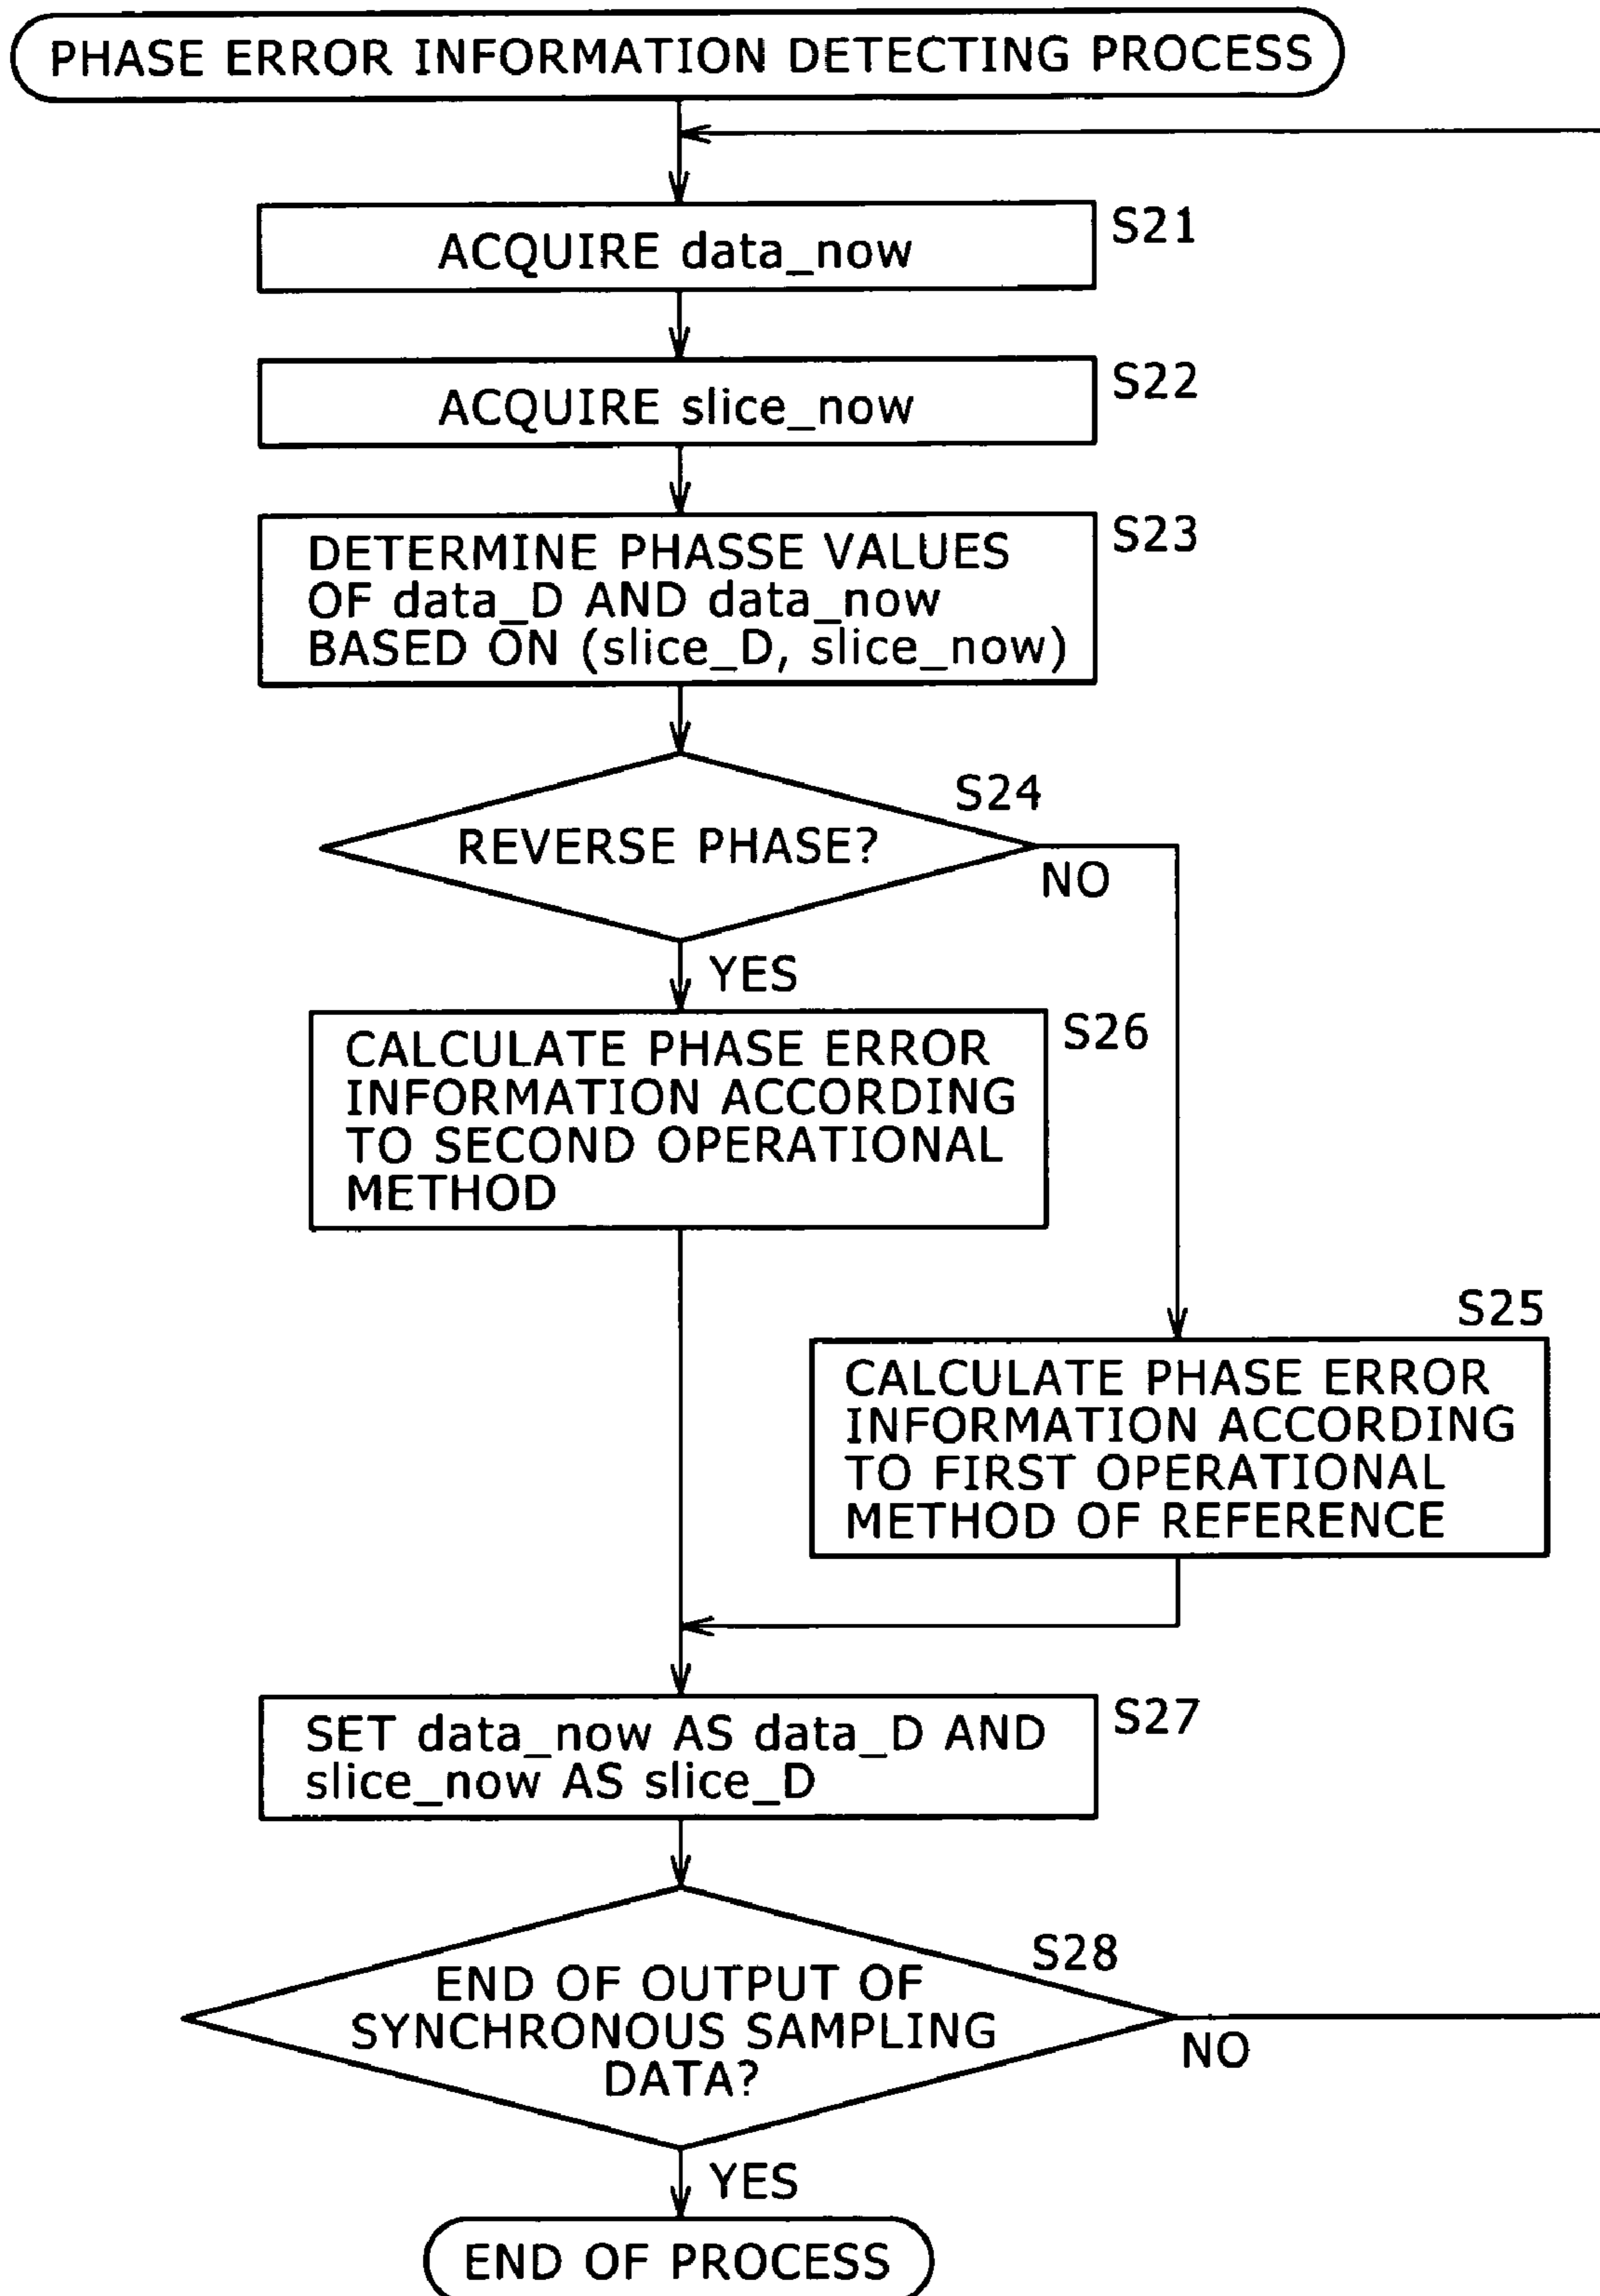 PHASE ERROR INFORMATION DETECTING PROCESS
ACQUIRE data_now
S21
ACQUIRE slice_now
S22
DETERMINE PHASSE VALUES
OF data_D AND data_now
BASED ON (slice_D, slice_now)
S23
S24
REVERSE PHASE?
NO
YES
CALCULATE PHASE ERROR
INFORMATION ACCORDING
TO SECOND OPERATIONAL
METHOD
S26
S25
CALCULATE PHASE ERROR
INFORMATION ACCORDING
TO FIRST OPERATIONAL
METHOD OF REFERENCE
SET data_now AS data_D AND
slice_now AS slice_D
S27
S28
END OF OUTPUT OF
SYNCHRONOUS SAMPLING
DATA?
NO
YES
END OF PROCESS